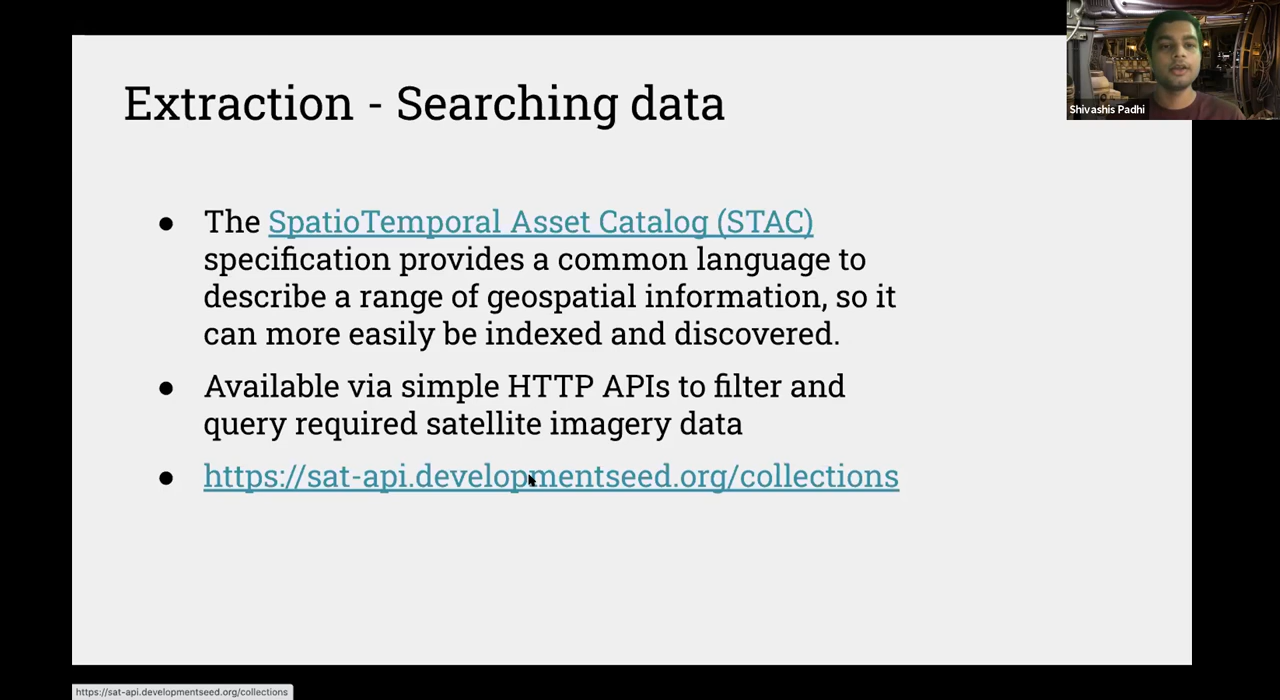 Extraction - Searching data
Shivashis Padhi
● The SpatioTemporal Asset Catalog (STAC)
specification provides a common language to
describe a range of geospatial information, so it
can more easily be indexed and discovered.
● Available via simple HTTP APIs to filter and
query required satellite imagery data
● https://sat-api.developmentseed.org/collections
https://sat-api.developmentseed.org/collections